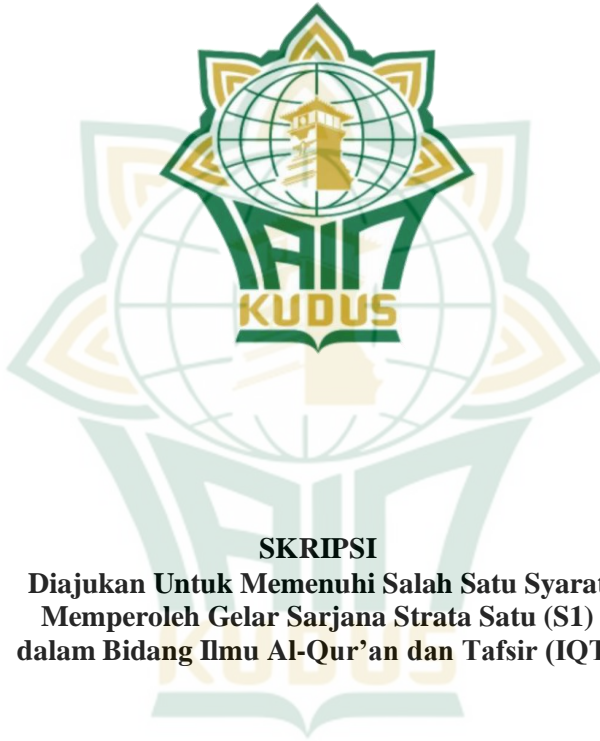 IAIN
KUDUS
SKRIPSI
Diajukan Untuk Memenuhi Salah Satu Syarat
Memperoleh Gelar Sarjana Strata Satu (S1)
dalam Bidang Ilmu Al-Qur’an dan Tafsir (IQT